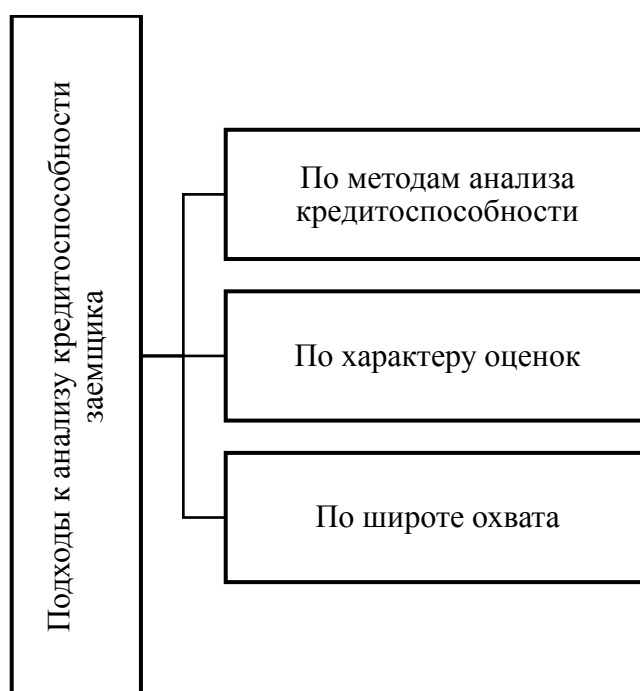 Подходы к анализу кредитоспособности
заемщика
По методам анализа
кредитоспособности
По характеру оценок
По широте охвата